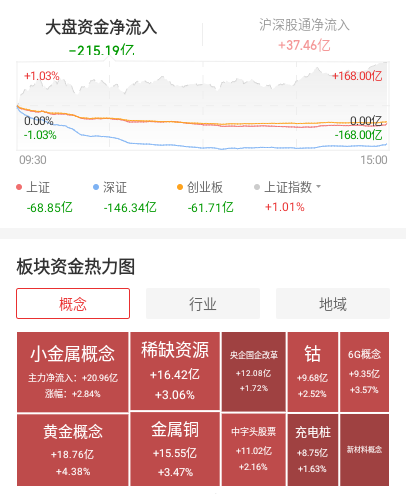 大盘资金净流入 沪深股通净流入
-215.19亿 +37.46亿
+1.03% +168.00亿
0.00% 0.00亿
-1.03% -168.00亿
09:30 15:00
上证 深证 创业板 上证指数
-68.85亿 -146.34亿 -61.71亿 +1.01%
板块资金热力图
概念 行业 地域
小金属概念
主力净流入：+20.96亿
涨幅：+2.84%
稀缺资源
+16.42亿
+3.06%
央企国企改革
+12.08亿
+1.72%
钴
+9.68亿
+2.52%
6G概念
+9.35亿
+3.57%
黄金概念
+18.76亿
+4.38%
金属铜
+15.55亿
+3.47%
中字头股票
+11.02亿
+2.16%
充电桩
+8.75亿
+1.63%
新材料概念